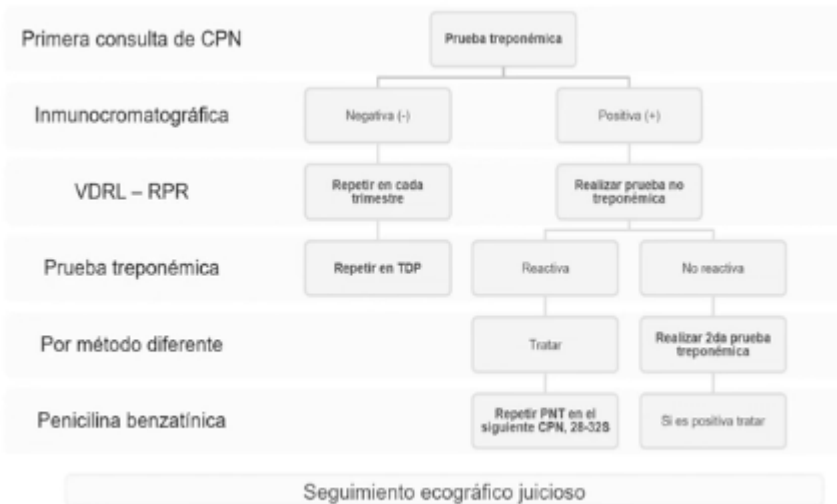 Primera consulta de CPN
Prueba treponémica
Inmunocromatográfica
Negativa (-)
Positiva (+)
VDRL – RPR
Repetir en cada
trimestre
Realizar prueba no
treponémica
Prueba treponémica
Repetir en TDP
Reactiva
No reactiva
Por método diferente
Tratar
Realizar 2da prueba
treponémica
Penicilina benzatínica
Repetir PNT en el
siguiente CPN, 28-32S
Si es positiva tratar
Seguimiento ecográfico juicioso